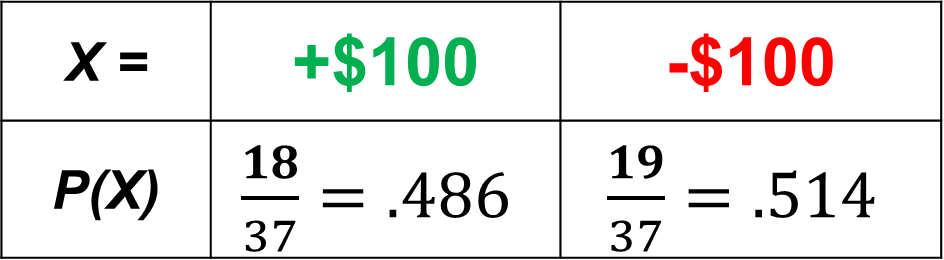 X = +$100 -$100
P(X) 18/37 = .486 19/37 = .514